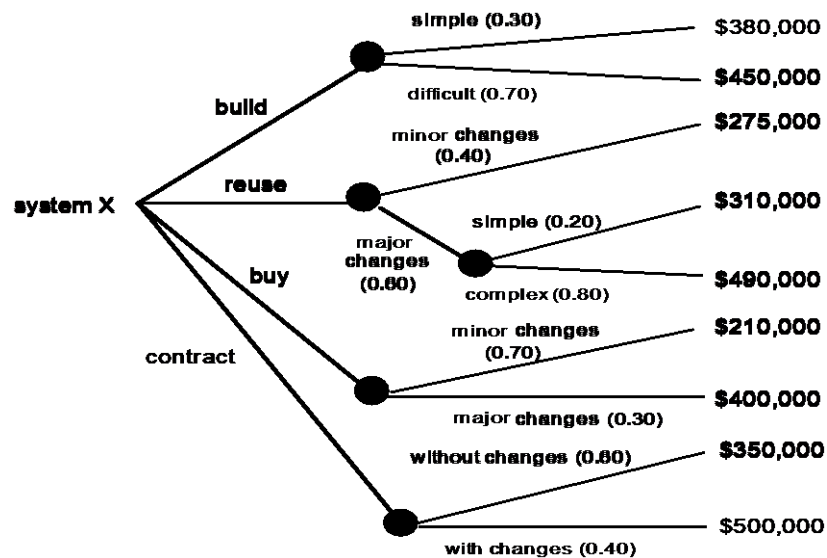 simple (0.30)
$380,000
$450,000
difficult (0.70)
build
$275,000
minor changes
(0.40)
reuse
system X
$310,000
simple (0.20)
major
changes
(0.60)
$490,000
complex (0.80)
buy
$210,000
minor changes
(0.70)
contract
$400,000
major changes (0.30)
$350,000
without changes (0.60)
$500,000
with changes (0.40)